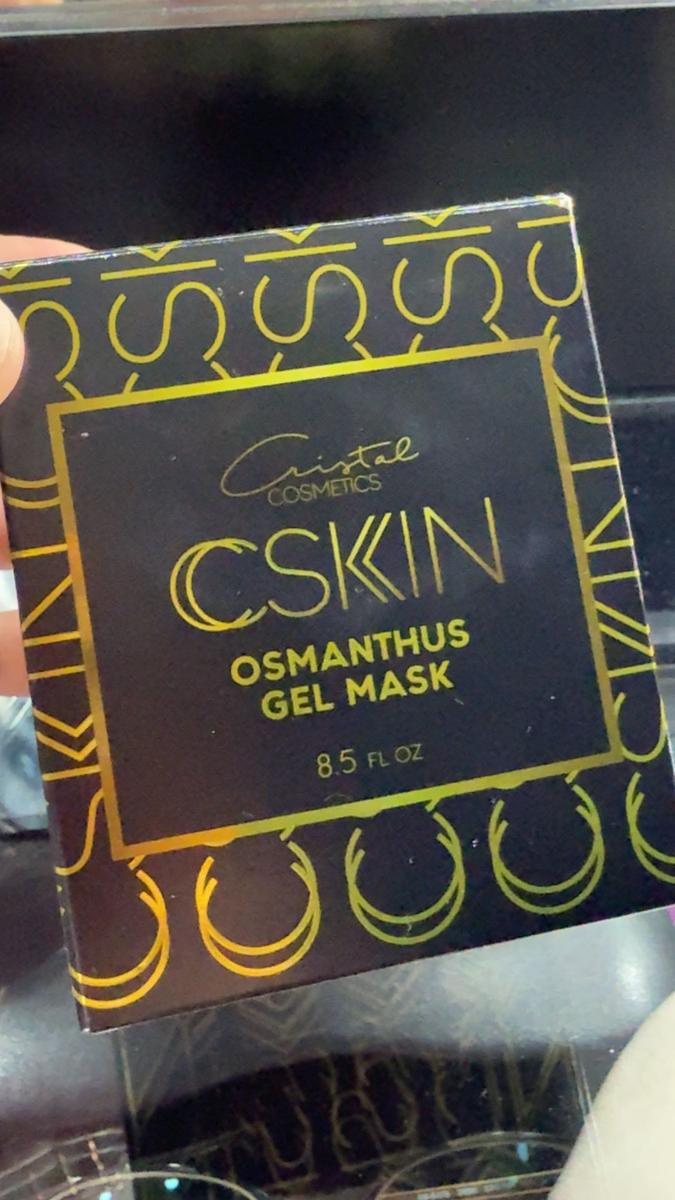 Cristal
COSMETICS
CSKIN
OSMANTHUS
GEL MASK
8.5 FL OZ